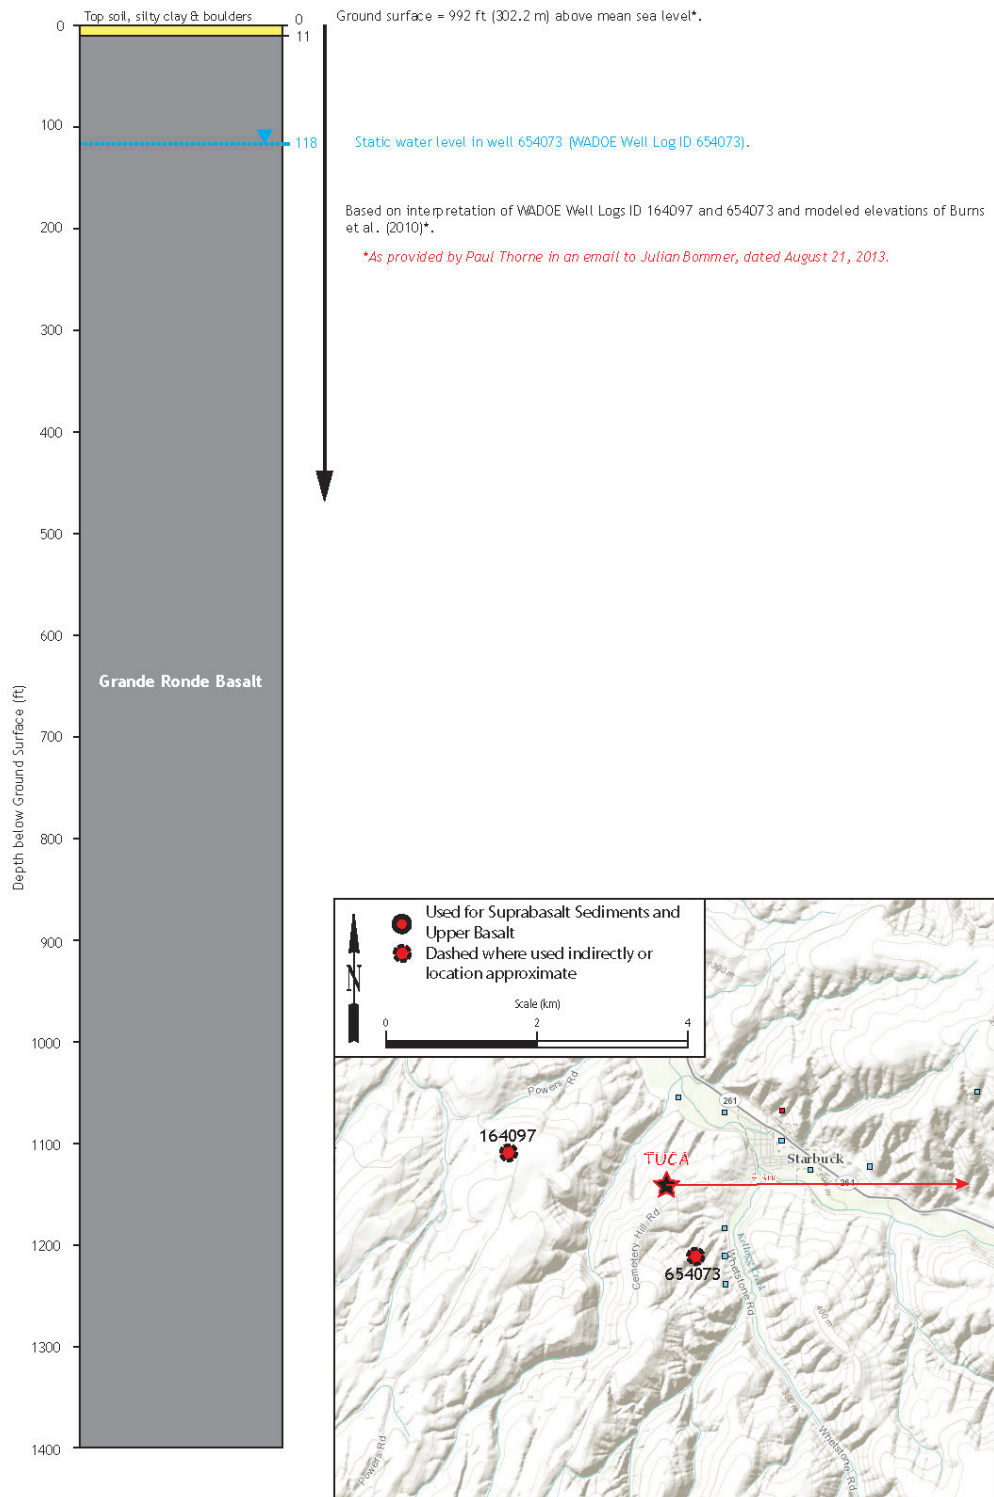 Top soil, silty clay & boulders
0
0
Ground surface = 992 ft (302.2 m) above mean sea level*.
11
100
118
Static water level in well 654073 (WADOE Well Log ID 654073).
Based on interpretation of WADOE Well Logs ID 164097 and 654073 and modeled elevations of Burns
et al. (2010)*.
*As provided by Paul Thorne in an email to Julian Bommer, dated August 21, 2013.
200
300
400
500
600
Grande Ronde Basalt
700
Depth below Ground Surface (ft)
800
900
1000
1100
1200
1300
1400
Used for Suprabasalt Sediments and
Upper Basalt
Dashed where used indirectly or
location approximate
N
Scale (km)
0
2
4
300 m
Powers Rd
261
164097
TUCA
Starbuck
261
Cemetery Hill Rd
654073
Kellogg Creek
Whetstone Rd
400 m
300 m
Whetstone Rd
Powers Rd